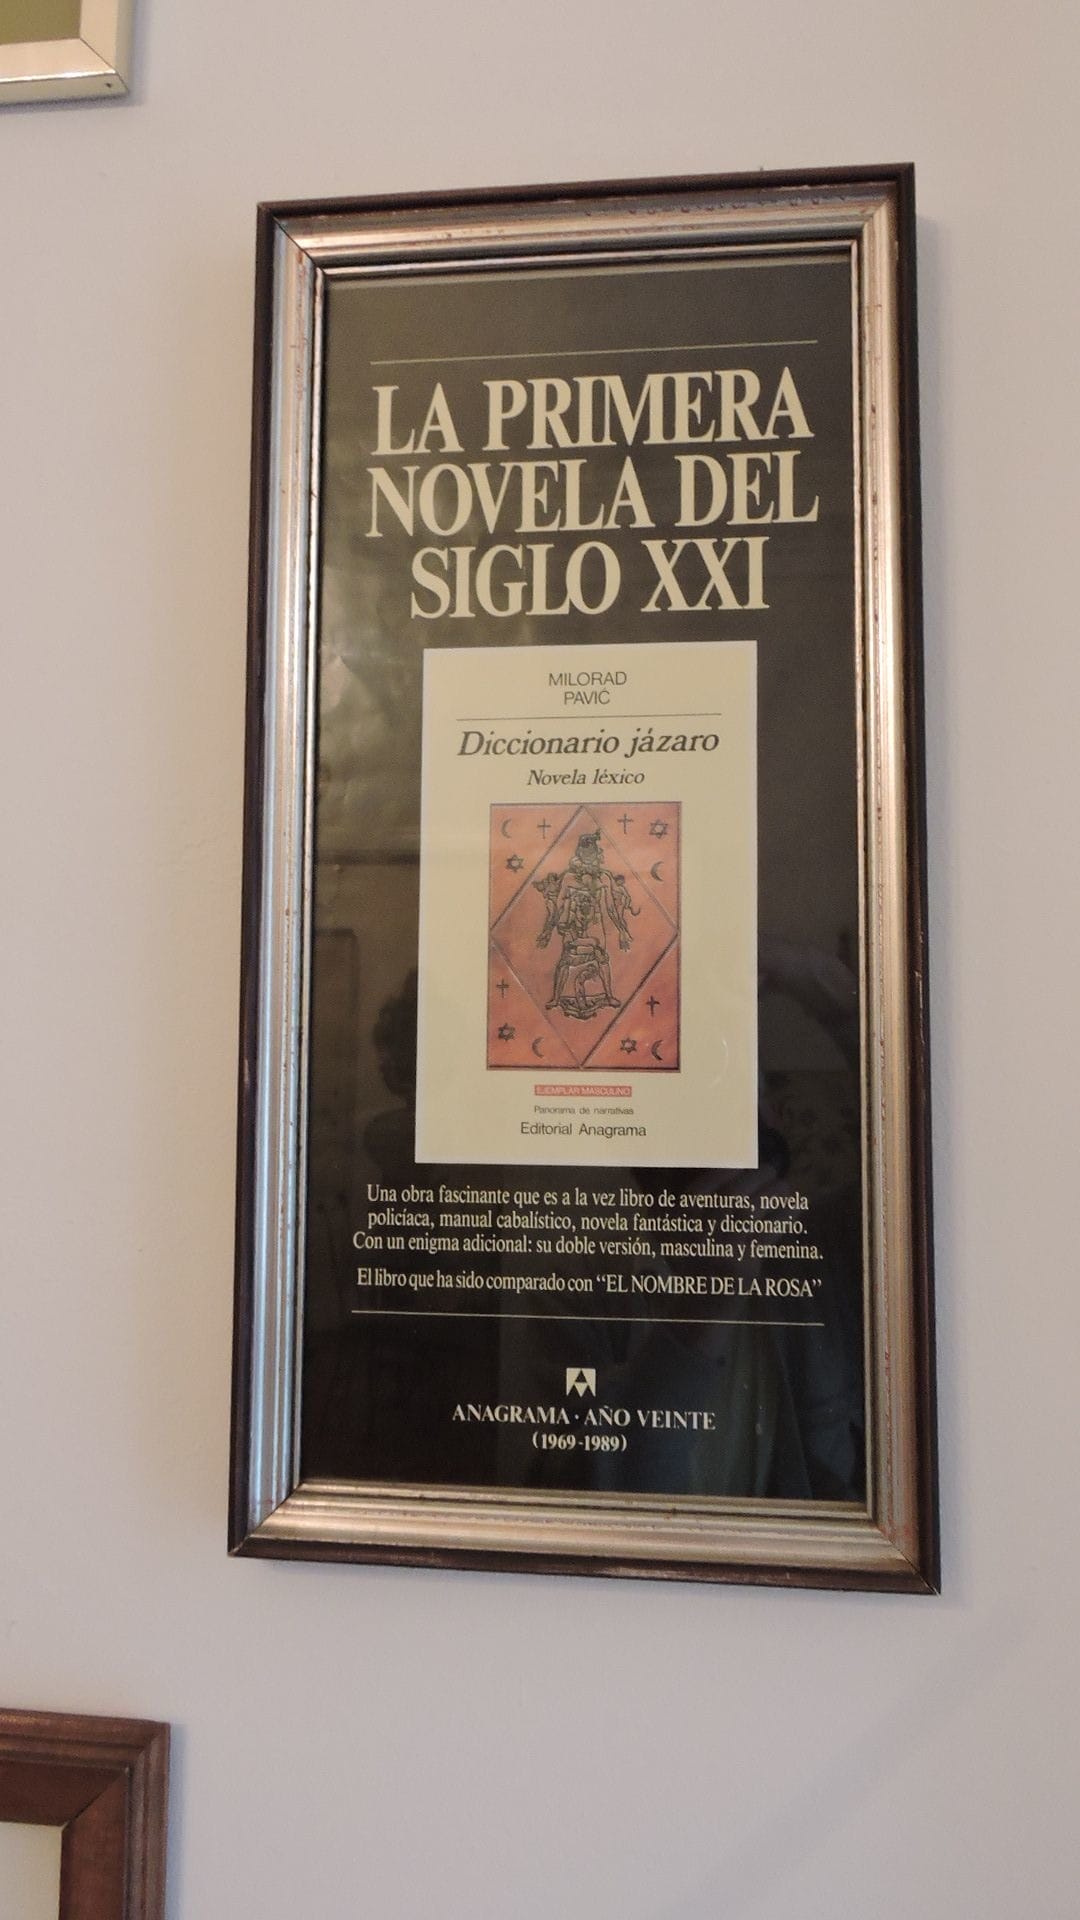 LA PRIMERA
NOVELA DEL
SIGLO XXI
MILORAD
PAVIĆ
Diccionario jázaro
Novela léxico
EJEMPLAR MASCULINO
Panorama de narrativas
Editorial Anagrama
Una obra fascinante que es a la vez libro de aventuras, novela
policíaca, manual cabalístico, novela fantástica y diccionario.
Con un enigma adicional: su doble versión, masculina y femenina.
El libro que ha sido comparado con “EL NOMBRE DE LA ROSA”
ANAGRAMA · AÑO VEINTE
(1969-1989)